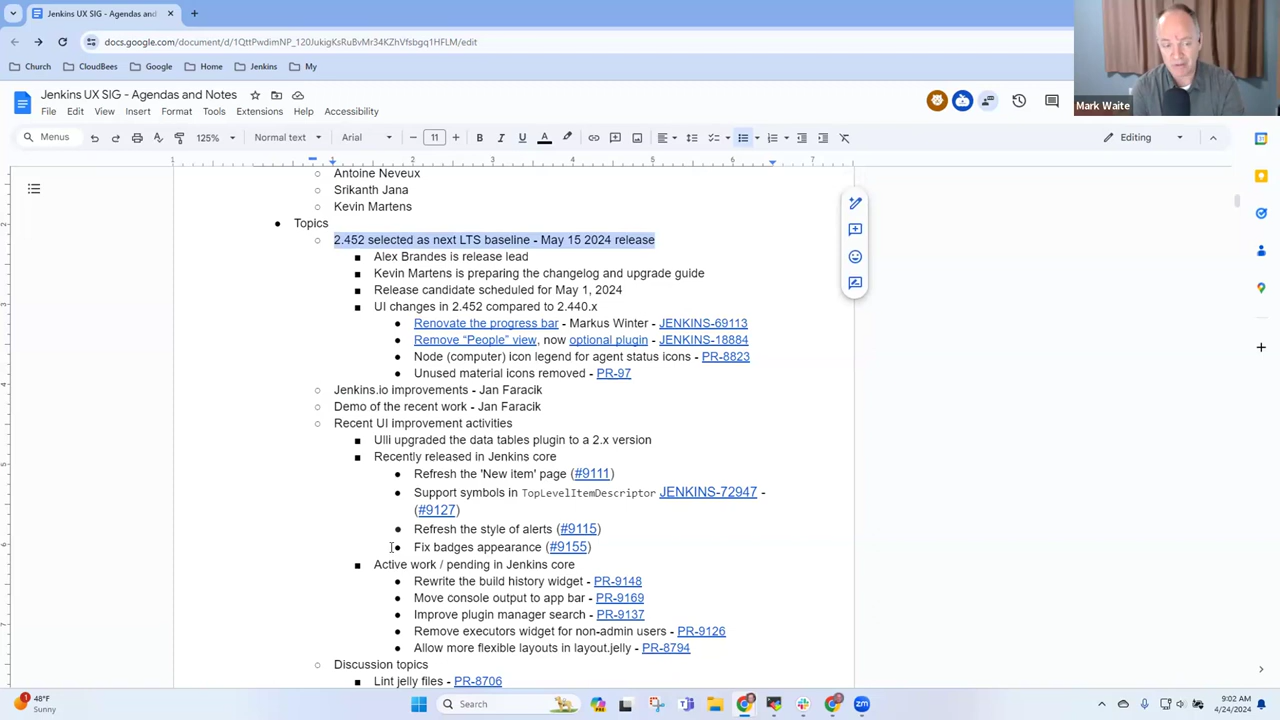 Jenkins UX SIG - Agendas and
docs.google.com/document/d/1QttPwdimNP_120JukigKsRuBvMr34KZhVfsbgq1HFLM/edit
Church
CloudBees
Google
Home
Jenkins
My
Mark Waite
Jenkins UX SIG - Agendas and Notes
File Edit View Insert Format Tools Extensions Help Accessibility
Menus 125% Normal text Arial 11 Editing
1 2 3 4 5 6 7
Antoine Neveux
Srikanth Jana
Kevin Martens
Topics
2.452 selected as next LTS baseline - May 15 2024 release
Alex Brandes is release lead
Kevin Martens is preparing the changelog and upgrade guide
Release candidate scheduled for May 1, 2024
UI changes in 2.452 compared to 2.440.x
Renovate the progress bar - Markus Winter - JENKINS-69113
Remove “People” view, now optional plugin - JENKINS-18884
Node (computer) icon legend for agent status icons - PR-8823
Unused material icons removed - PR-97
Jenkins.io improvements - Jan Faracik
Demo of the recent work - Jan Faracik
Recent UI improvement activities
Ulli upgraded the data tables plugin to a 2.x version
Recently released in Jenkins core
Refresh the 'New item' page (#9111)
Support symbols in TopLevelItemDescriptor JENKINS-72947 -
(#9127)
Refresh the style of alerts (#9115)
Fix badges appearance (#9155)
Active work / pending in Jenkins core
Rewrite the build history widget - PR-9148
Move console output to app bar - PR-9169
Improve plugin manager search - PR-9137
Remove executors widget for non-admin users - PR-9126
Allow more flexible layouts in layout.jelly - PR-8794
Discussion topics
Lint jelly files - PR-8706
48°F
Sunny
Search
9:02 AM
4/24/2024